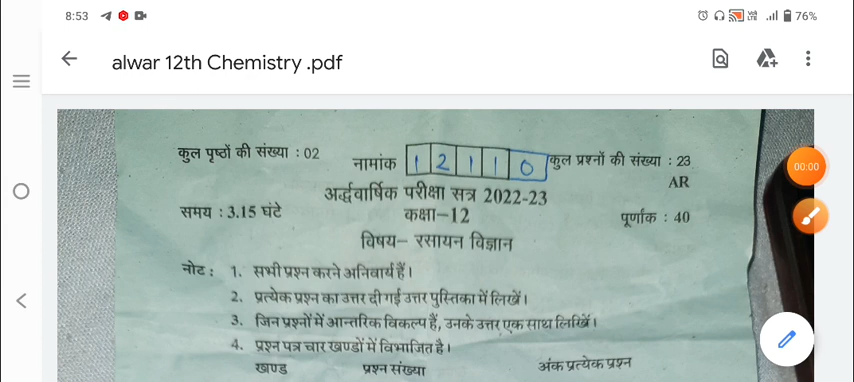 8:53
76%
alwar 12th Chemistry .pdf
कुल पृष्ठों की संख्या : 02
नामांक 1 2 1 1 0
कुल प्रश्नों की संख्या : 23
AR
अर्द्धवार्षिक परीक्षा सत्र 2022-23
समय : 3.15 घंटे
कक्षा–12
पूर्णांक : 40
विषय– रसायन विज्ञान
नोट : 1. सभी प्रश्न करने अनिवार्य हैं।
2. प्रत्येक प्रश्न का उत्तर दी गई उत्तर पुस्तिका में लिखें।
3. जिन प्रश्नों में आन्तरिक विकल्प हैं, उनके उत्तर एक साथ लिखिें।
4. प्रश्न पत्र चार खण्डों में विभाजित है।
खण्ड प्रश्न संख्या अंक प्रत्येक प्रश्न
00:00